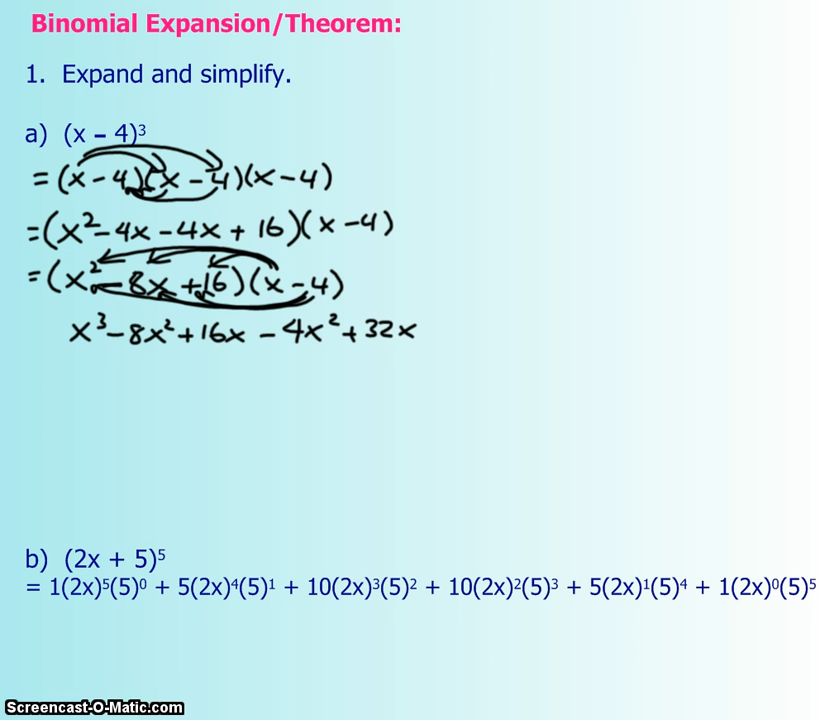 Binomial Expansion/Theorem:
1. Expand and simplify.
a) (x – 4)³
= (x - 4)(x - 4)(x - 4)
= (x² - 4x - 4x + 16)(x - 4)
= (x² - 8x + 16)(x - 4)
x³ - 8x² + 16x - 4x² + 32x
b) (2x + 5)⁵
= 1(2x)⁵(5)⁰ + 5(2x)⁴(5)¹ + 10(2x)³(5)² + 10(2x)²(5)³ + 5(2x)¹(5)⁴ + 1(2x)⁰(5)⁵
Screencast-O-Matic.com